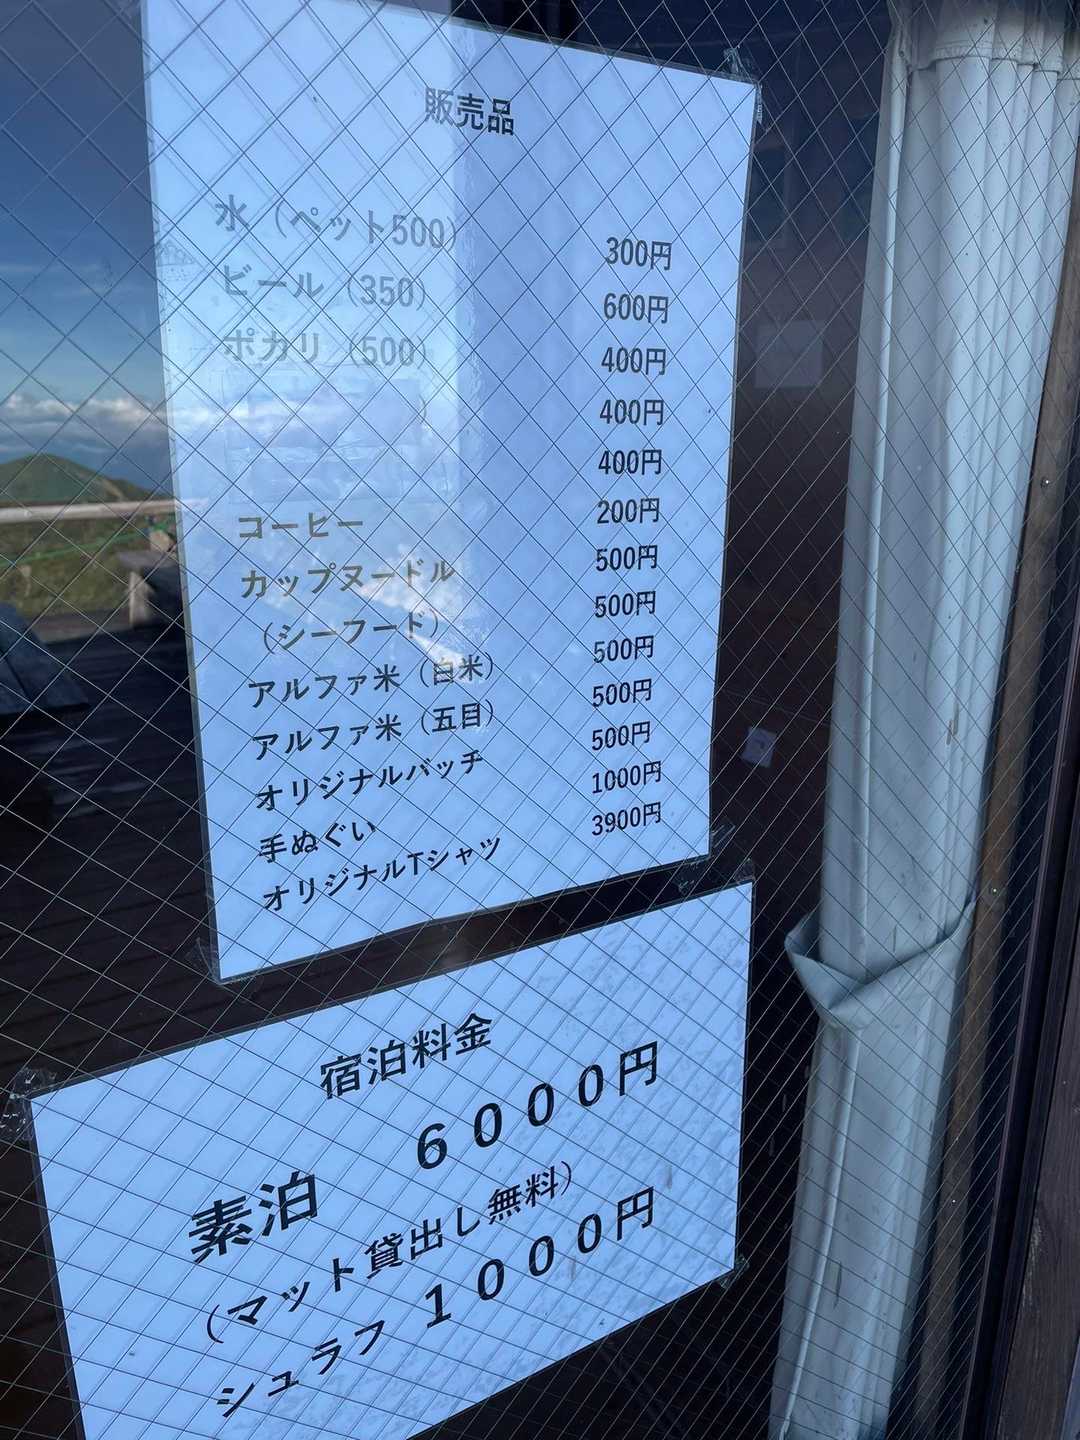 販売品
水（ペット500） 300円
ビール（350） 600円
ポカリ（500） 400円
400円
400円
コーヒー 200円
カップヌードル 500円
（シーフード） 500円
アルファ米（白米） 500円
アルファ米（五目） 500円
オリジナルバッチ 500円
手ぬぐい 1000円
オリジナルTシャツ 3900円
宿泊料金
素泊 6000円
（マット貸出し無料）
シュラフ 1000円